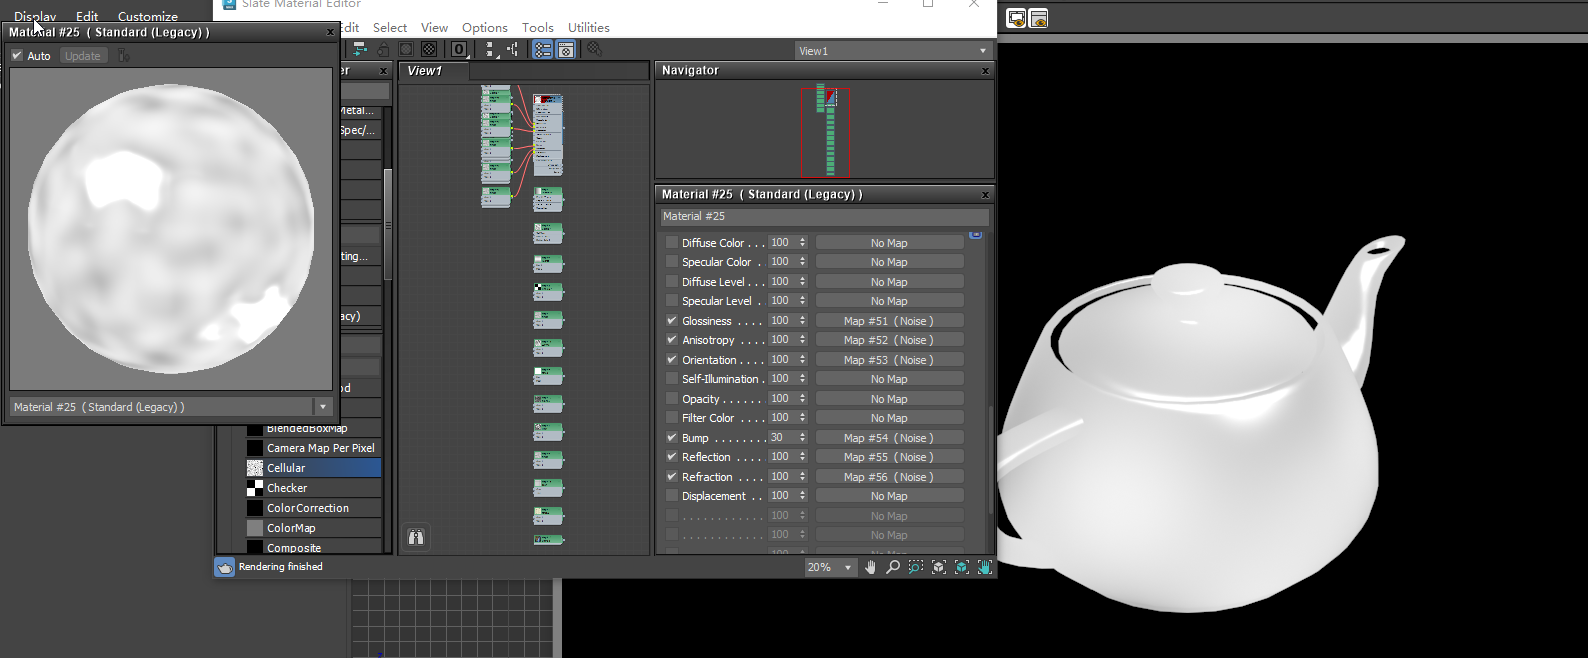 Display Edit Customize
Material #25 ( Standard (Legacy) ) x
Auto Update
Material #25 ( Standard (Legacy) )
Slate Material Editor
Edit Select View Options Tools Utilities
0
View1
er x
Metal...
Spec/...
ting...
acy)
od
BlendedBoxMap
Camera Map Per Pixel
Cellular
Checker
ColorCorrection
ColorMap
Composite
Rendering finished
View1
Navigator x
Material #25 ( Standard (Legacy) ) x
Material #25
Diffuse Color . . . 100 No Map
Specular Color . 100 No Map
Diffuse Level . . . 100 No Map
Specular Level . 100 No Map
Glossiness . . . . 100 Map #51 ( Noise )
Anisotropy . . . . 100 Map #52 ( Noise )
Orientation . . . . 100 Map #53 ( Noise )
Self-Illumination . 100 No Map
Opacity . . . . . . 100 No Map
Filter Color . . . 100 No Map
Bump . . . . . . . . 30 Map #54 ( Noise )
Reflection . . . . 100 Map #55 ( Noise )
Refraction . . . . 100 Map #56 ( Noise )
Displacement . . 100 No Map
. . . . . . . . . . . . . 100 No Map
. . . . . . . . . . . . . 100 No Map
100 No Map
20%